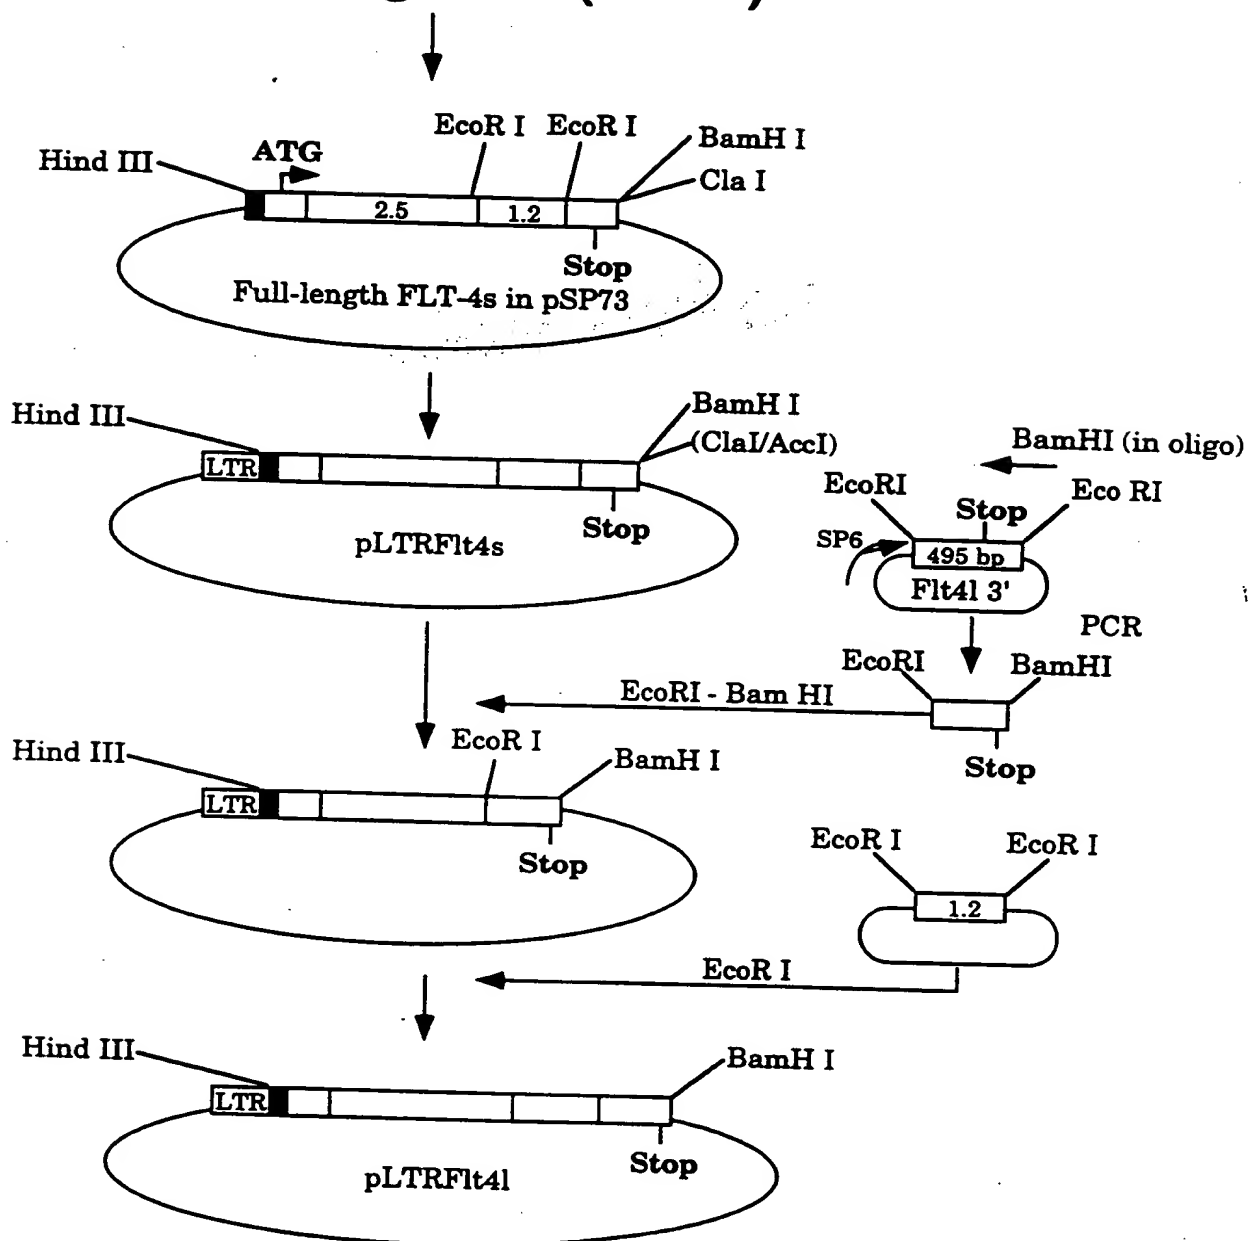 EcoR I EcoR I
BamH I
Hind III
ATG
Cla I
2.5
1.2
Stop
Full-length FLT-4s in pSP73
Hind III
BamH I
(ClaI/AccI)
LTR
Stop
pLTRFlt4s
BamHI (in oligo)
EcoRI
Eco RI
Stop
SP6
495 bp
Flt4l 3'
PCR
EcoRI
BamHI
EcoRI - Bam HI
Stop
Hind III
EcoR I
BamH I
LTR
Stop
EcoR I
EcoR I
1.2
EcoR I
Hind III
BamH I
LTR
Stop
pLTRFlt4l